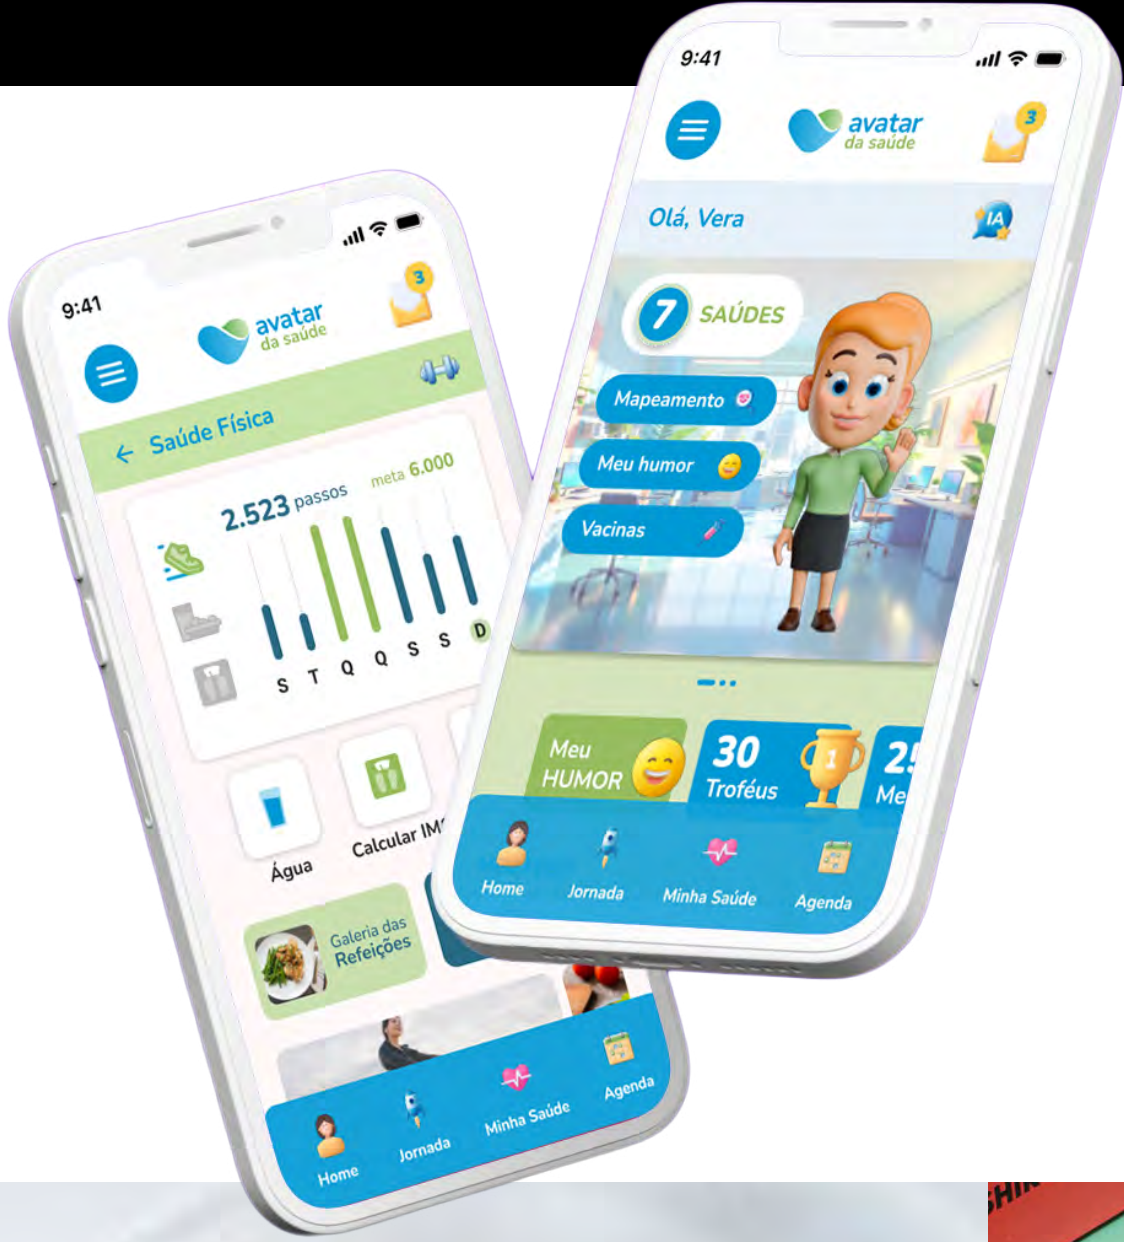 9:41
avatar
da saúde
3
Olá, Vera
IA
7 SAÚDES
Mapeamento
Meu humor
Vacinas
Meu
HUMOR
30
Troféus
1
Me
Home
Jornada
Minha Saúde
Agenda
9:41
avatar
da saúde
3
← Saúde Física
2.523 passos
meta 6.000
S T Q Q S S D
Água
Calcular IM
Galeria das
Refeições
Home
Jornada
Minha Saúde
Agenda